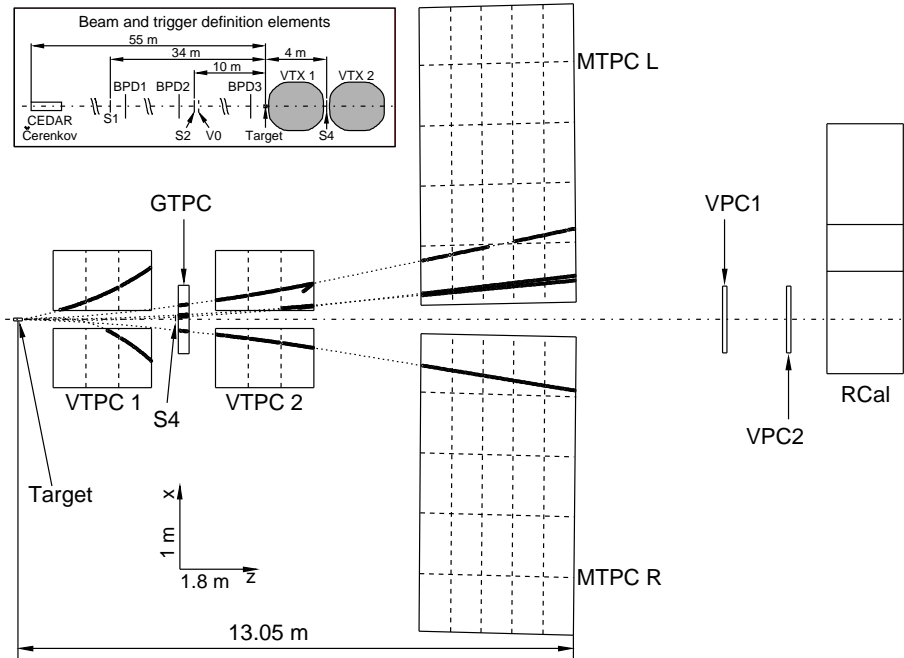 Beam and trigger definition elements
55 m
34 m
4 m
10 m
VTX 1
VTX 2
BPD1
BPD2
BPD3
CEDAR
Čerenkov
S1
S2
V0
Target
S4
MTPC L
GTPC
VPC1
VTPC 1
VTPC 2
S4
RCal
VPC2
Target
x
1 m
1.8 m
z
MTPC R
13.05 m